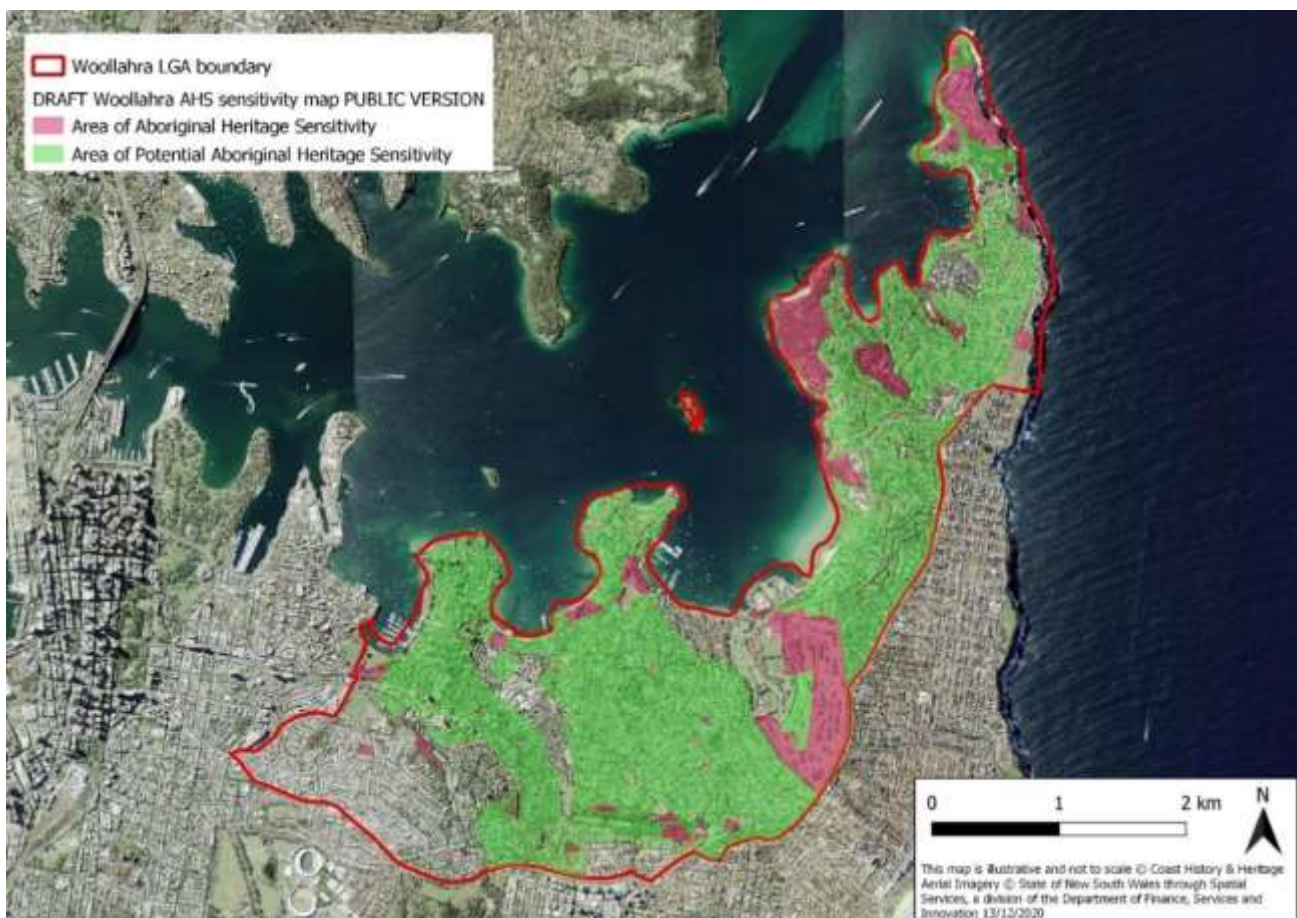 Woollahra LGA boundary
DRAFT Woollahra AHS sensitivity map PUBLIC VERSION
Area of Aboriginal Heritage Sensitivity
Area of Potential Aboriginal Heritage Sensitivity
0 1 2 km
N
This map is illustrative and not to scale © Coast History & Heritage
Aerial Imagery © State of New South Wales through Spatial
Services, a division of the Department of Finance, Services and
Innovation 13/12/2020